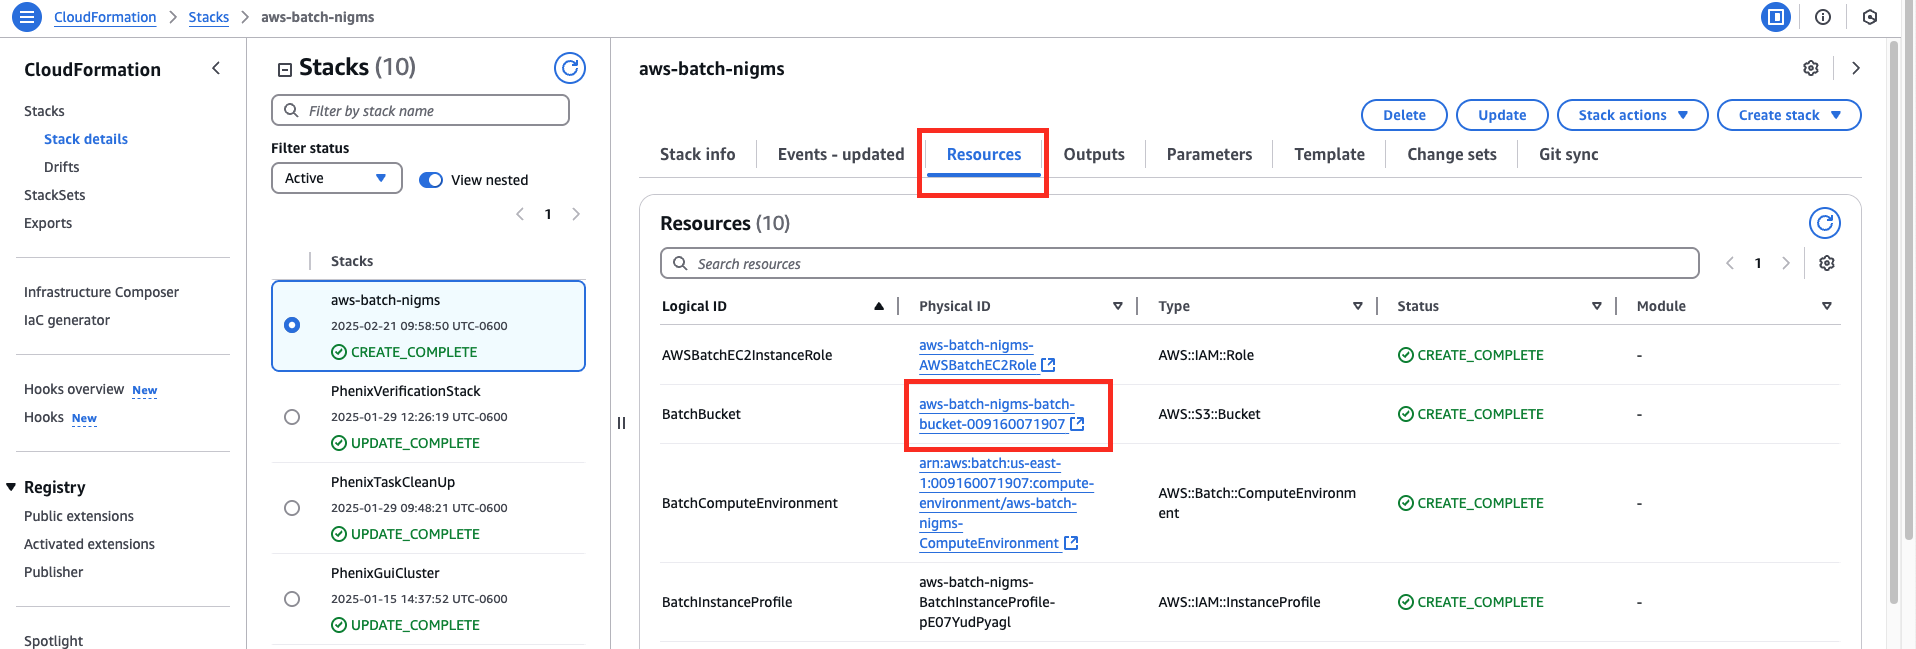 CloudFormation > Stacks > aws-batch-nigms
CloudFormation
Stacks
Stack details
Drifts
StackSets
Exports
Infrastructure Composer
IaC generator
Hooks overview New
Hooks New
Registry
Public extensions
Activated extensions
Publisher
Spotlight
Stacks (10)
Filter by stack name
Filter status
Active
View nested
1
Stacks
aws-batch-nigms
2025-02-21 09:58:50 UTC-0600
CREATE_COMPLETE
PhenixVerificationStack
2025-01-29 12:26:19 UTC-0600
UPDATE_COMPLETE
PhenixTaskCleanUp
2025-01-29 09:48:21 UTC-0600
UPDATE_COMPLETE
PhenixGuiCluster
2025-01-15 14:37:52 UTC-0600
UPDATE_COMPLETE
aws-batch-nigms
Delete Update Stack actions Create stack
Stack info Events - updated Resources Outputs Parameters Template Change sets Git sync
Resources (10)
Search resources
1
Logical ID Physical ID Type Status Module
AWSBatchEC2InstanceRole
aws-batch-nigms-
AWSBatchEC2Role
AWS::IAM::Role
CREATE_COMPLETE
-
BatchBucket
aws-batch-nigms-batch-
bucket-009160071907
AWS::S3::Bucket
CREATE_COMPLETE
-
BatchComputeEnvironment
arn:aws:batch:us-east-
1:009160071907:compute-
environment/aws-batch-
nigms-
ComputeEnvironment
AWS::Batch::ComputeEnvironm
ent
CREATE_COMPLETE
-
BatchInstanceProfile
aws-batch-nigms-
BatchInstanceProfile-
pE07YudPyagl
AWS::IAM::InstanceProfile
CREATE_COMPLETE
-